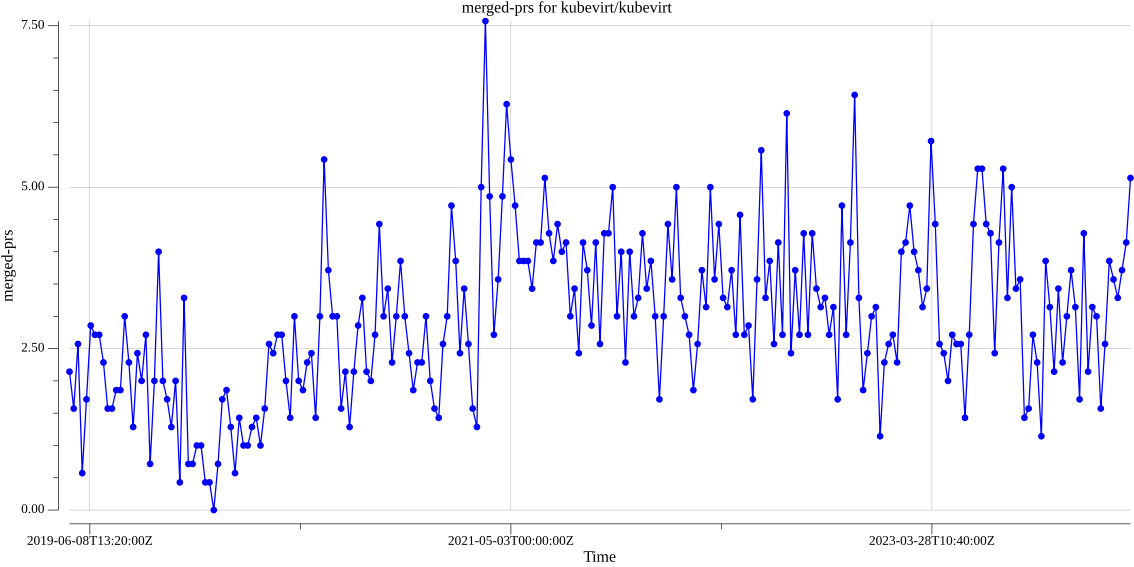 merged-prs for kubevirt/kubevirt
7.50
5.00
2.50
0.00
merged-prs
2019-06-08T13:20:00Z
2021-05-03T00:00:00Z
2023-03-28T10:40:00Z
Time